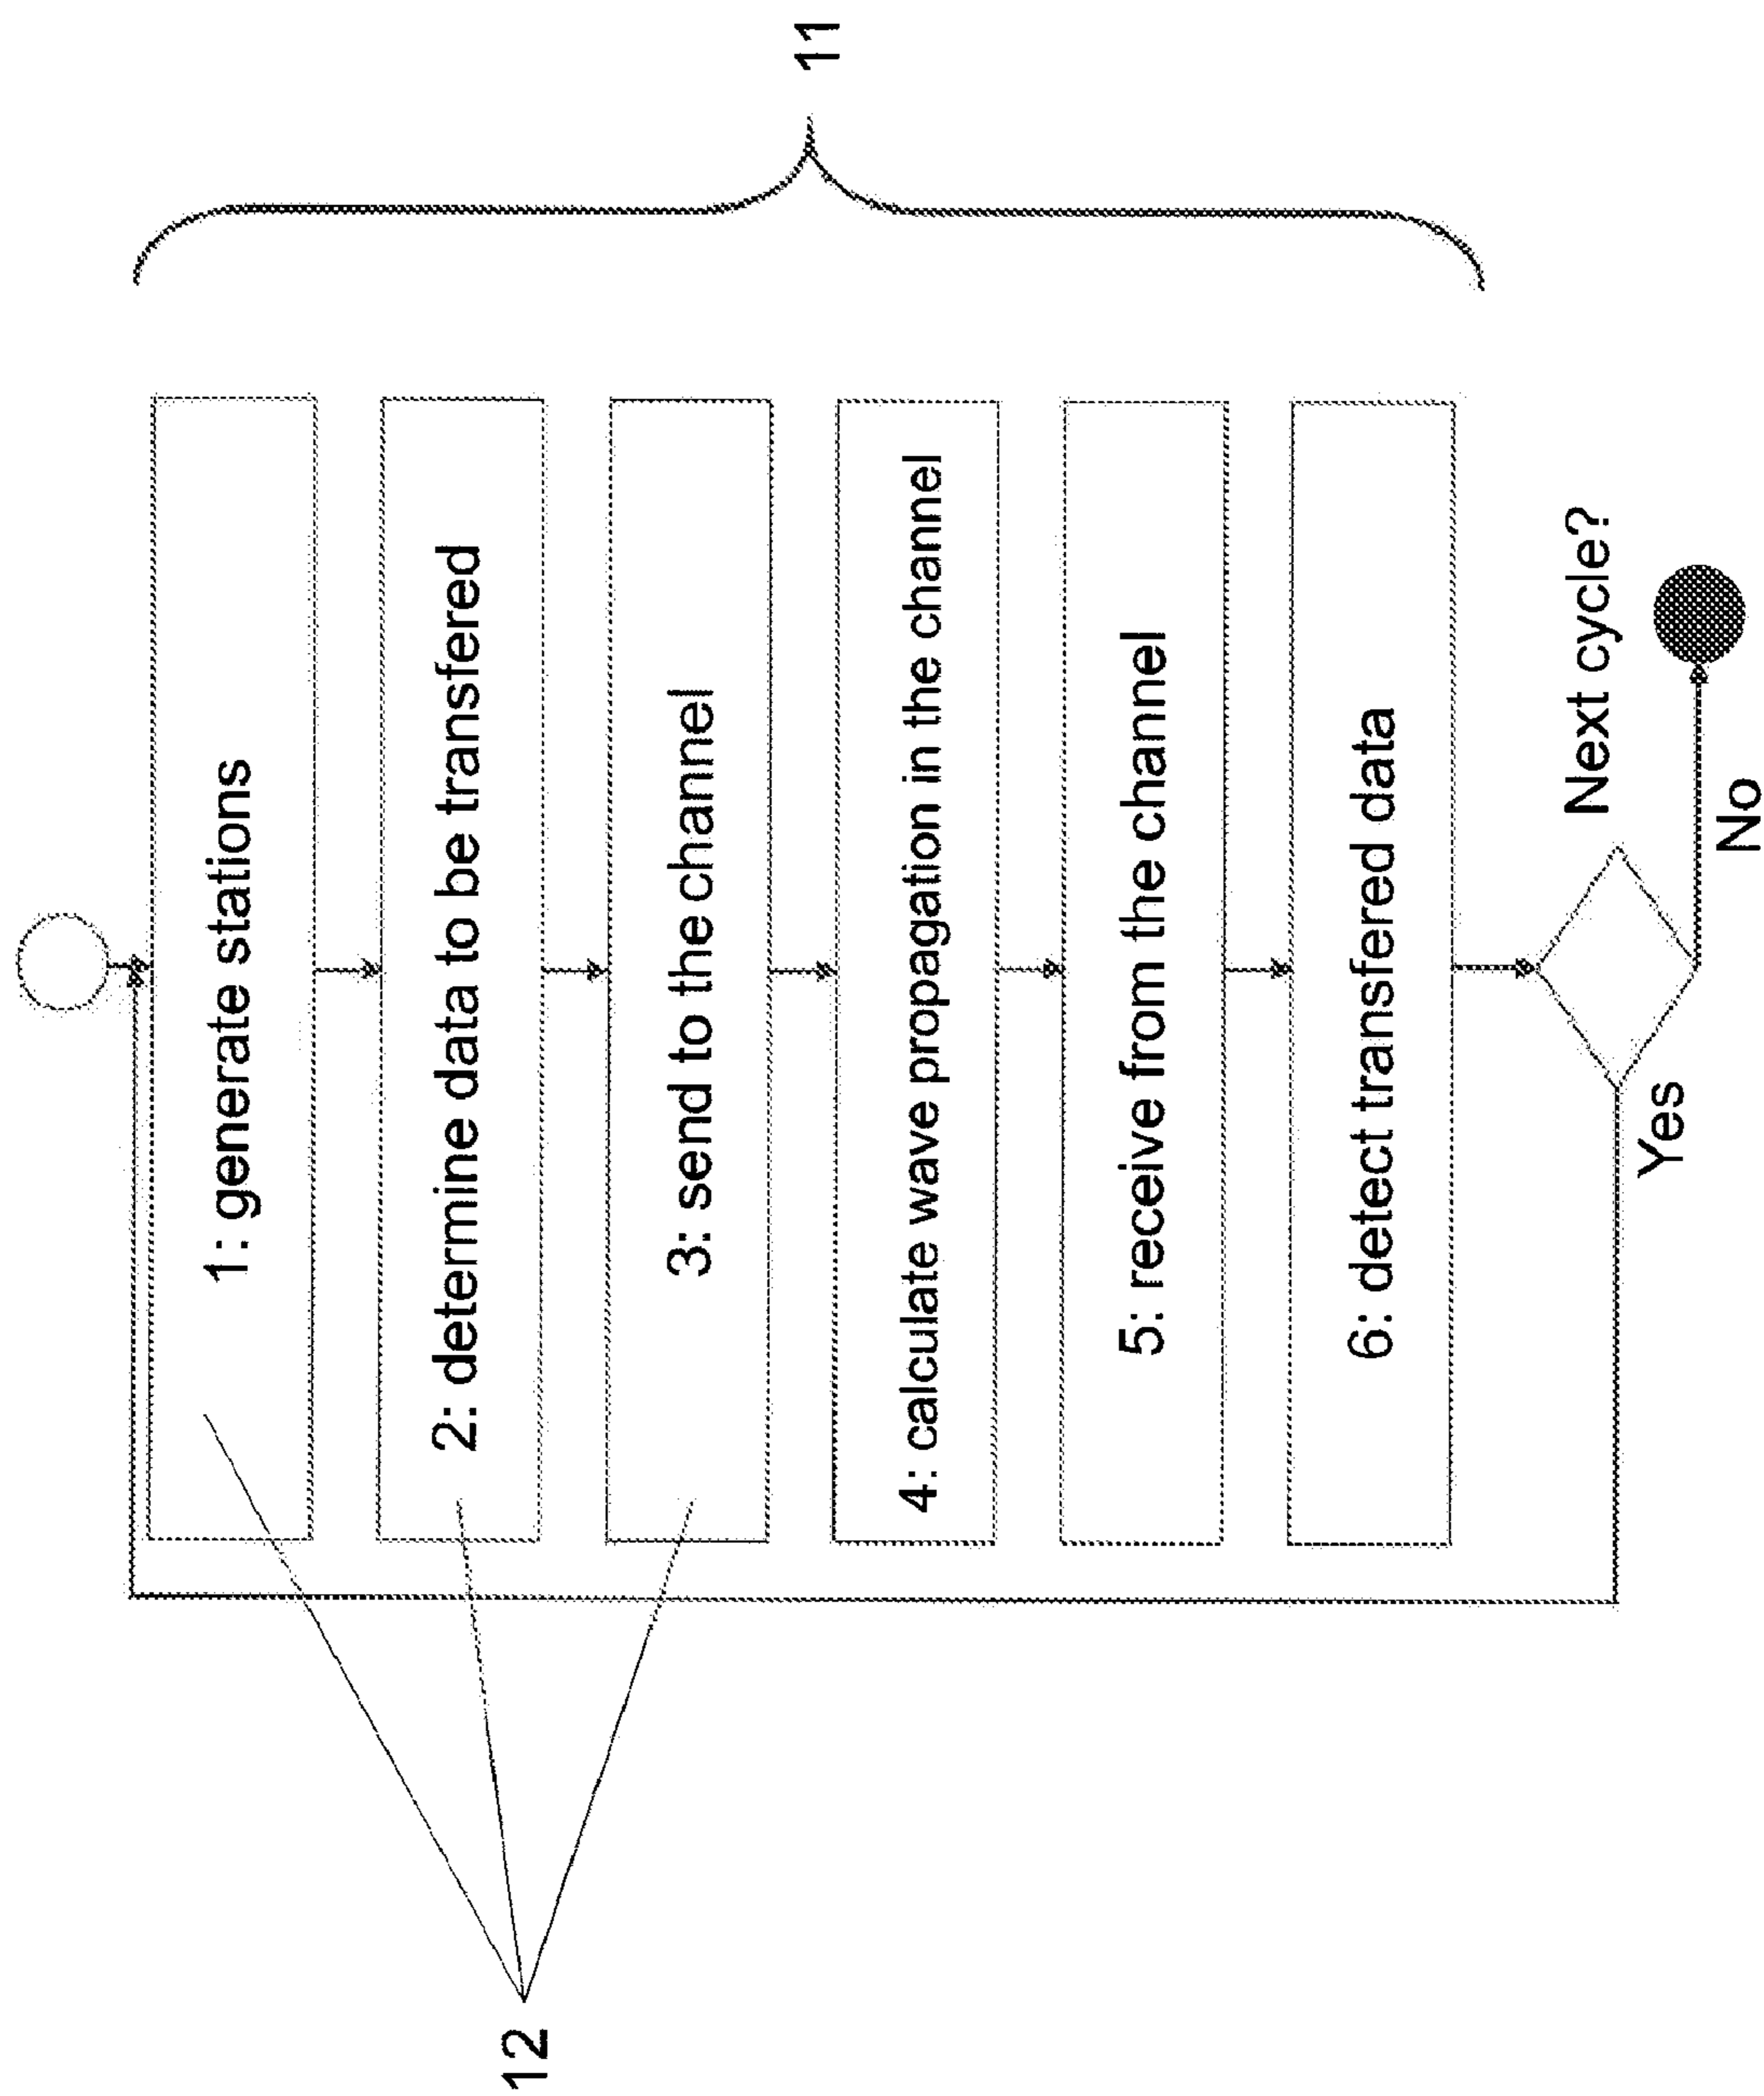 11
1: generate stations
2: determine data to be transfered
3: send to the channel
4: calculate wave propagation in the channel
5: receive from the channel
6: detect transfered data
Next cycle?
Yes
No
12